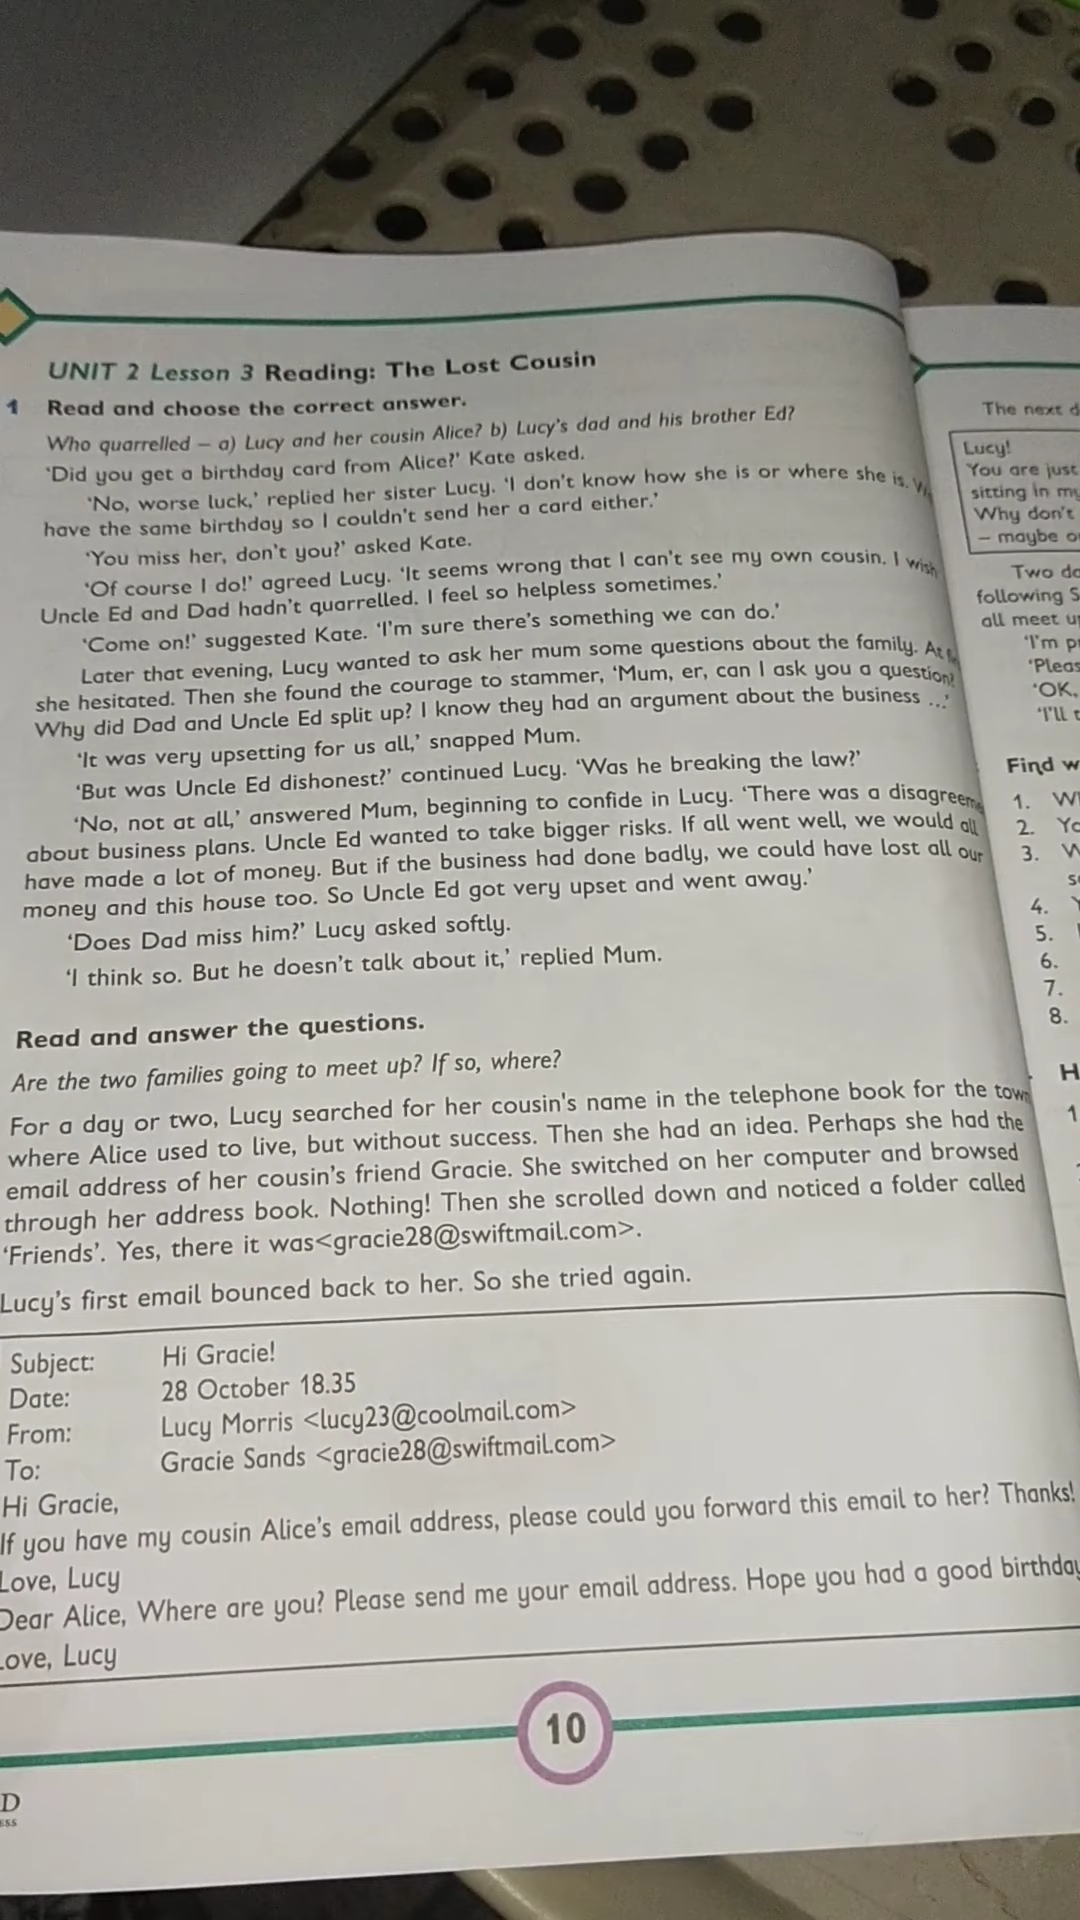 UNIT 2 Lesson 3 Reading: The Lost Cousin
1 Read and choose the correct answer.
Who quarrelled – a) Lucy and her cousin Alice? b) Lucy's dad and his brother Ed?
'Did you get a birthday card from Alice?' Kate asked.
'No, worse luck,' replied her sister Lucy. 'I don't know how she is or where she is.
have the same birthday so I couldn't send her a card either.'
'You miss her, don't you?' asked Kate.
'Of course I do!' agreed Lucy. 'It seems wrong that I can't see my own cousin. I wish
Uncle Ed and Dad hadn't quarrelled. I feel so helpless sometimes.'
'Come on!' suggested Kate. 'I'm sure there's something we can do.'
Later that evening, Lucy wanted to ask her mum some questions about the family. At
she hesitated. Then she found the courage to stammer, 'Mum, er, can I ask you a question?
Why did Dad and Uncle Ed split up? I know they had an argument about the business ...'
'It was very upsetting for us all,' snapped Mum.
'But was Uncle Ed dishonest?' continued Lucy. 'Was he breaking the law?'
'No, not at all,' answered Mum, beginning to confide in Lucy. 'There was a disagreem
about business plans. Uncle Ed wanted to take bigger risks. If all went well, we would all
have made a lot of money. But if the business had done badly, we could have lost all our
money and this house too. So Uncle Ed got very upset and went away.'
'Does Dad miss him?' Lucy asked softly.
'I think so. But he doesn't talk about it,' replied Mum.
Read and answer the questions.
Are the two families going to meet up? If so, where?
For a day or two, Lucy searched for her cousin's name in the telephone book for the town
where Alice used to live, but without success. Then she had an idea. Perhaps she had the
email address of her cousin's friend Gracie. She switched on her computer and browsed
through her address book. Nothing! Then she scrolled down and noticed a folder called
'Friends'. Yes, there it was<gracie28@swiftmail.com>.
Lucy's first email bounced back to her. So she tried again.
Subject: Hi Gracie!
Date: 28 October 18.35
From: Lucy Morris <lucy23@coolmail.com>
To: Gracie Sands <gracie28@swiftmail.com>
Hi Gracie,
If you have my cousin Alice's email address, please could you forward this email to her? Thanks!
Love, Lucy
Dear Alice, Where are you? Please send me your email address. Hope you had a good birthday
Love, Lucy
10
D
ESS
The next d
Lucy!
You are just
sitting in my
Why don't
– maybe o
Two da
following S
all meet up
'I'm pr
'Pleas
'OK,
'I'll t
Find w
1. W
2. Yo
3. W
s
4. Y
5.
6.
7.
8.
H
1